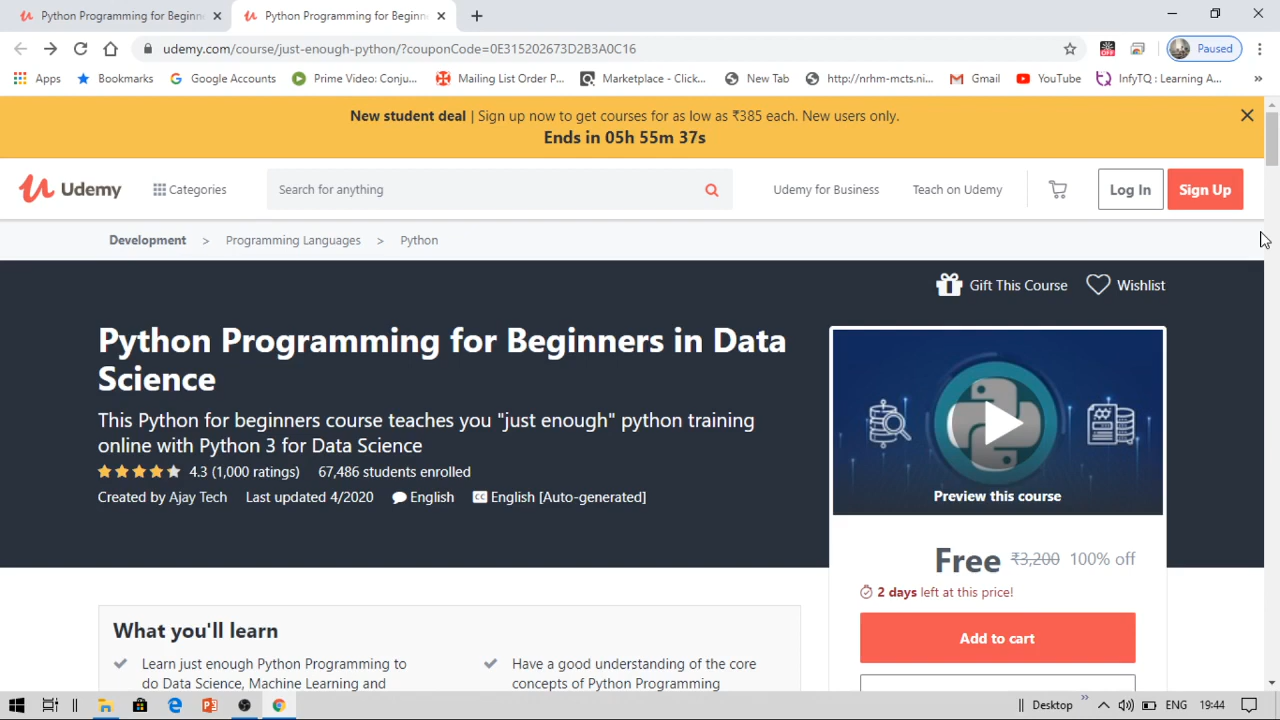 Python Programming for Beginn
Python Programming for Beginn
udemy.com/course/just-enough-python/?couponCode=0E315202673D2B3A0C16
OFF
Paused
Apps
Bookmarks
Google Accounts
Prime Video: Conju...
Mailing List Order P...
Marketplace - Click...
New Tab
http://nrhm-mcts.ni...
Gmail
YouTube
InfyTQ : Learning A...
»
New student deal | Sign up now to get courses for as low as ₹385 each. New users only.
Ends in 05h 55m 37s
Udemy
Categories
Search for anything
Udemy for Business
Teach on Udemy
Log In
Sign Up
Development > Programming Languages > Python
Gift This Course
Wishlist
Python Programming for Beginners in Data
Science
This Python for beginners course teaches you "just enough" python training
online with Python 3 for Data Science
4.3 (1,000 ratings) 67,486 students enrolled
Created by Ajay Tech Last updated 4/2020 English CC English [Auto-generated]
Preview this course
Free ₹3,200 100% off
2 days left at this price!
Add to cart
What you'll learn
Learn just enough Python Programming to
do Data Science, Machine Learning and
Have a good understanding of the core
concepts of Python Programming
Desktop
»
ENG
19:44